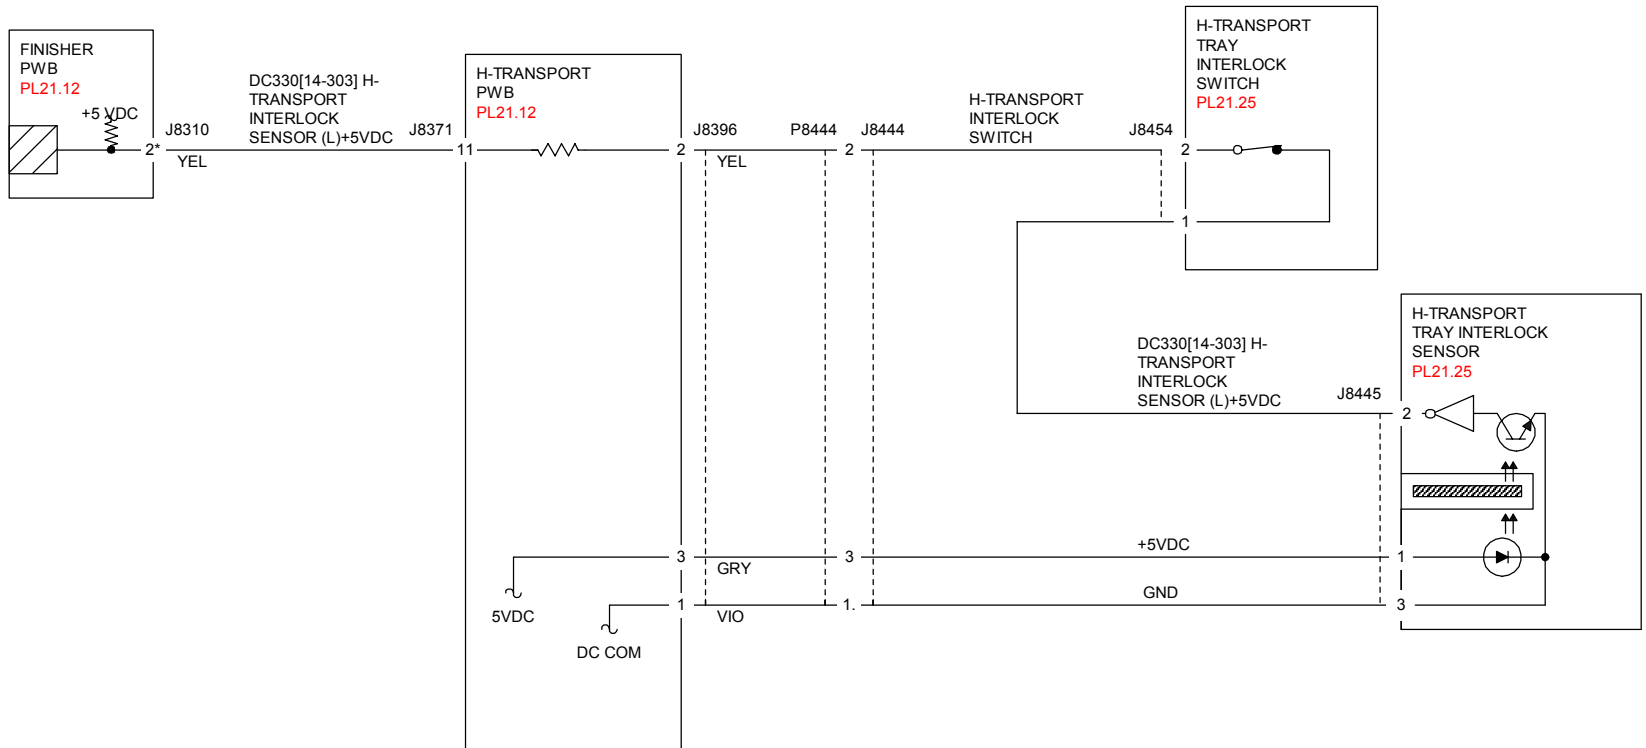 FINISHER
PWB
PL21.12
+5 VDC
J8310
2*
YEL
DC330[14-303] H-
TRANSPORT
INTERLOCK
SENSOR (L)+5VDC
J8371
11
H-TRANSPORT
PWB
PL21.12
2
J8396
YEL
P8444
J8444
2
H-TRANSPORT
INTERLOCK
SWITCH
J8454
2
1
H-TRANSPORT
TRAY
INTERLOCK
SWITCH
PL21.25
H-TRANSPORT
TRAY INTERLOCK
SENSOR
PL21.25
DC330[14-303] H-
TRANSPORT
INTERLOCK
SENSOR (L)+5VDC
J8445
2
3
GRY
3
+5VDC
1
5VDC
1
VIO
1.
GND
3
DC COM